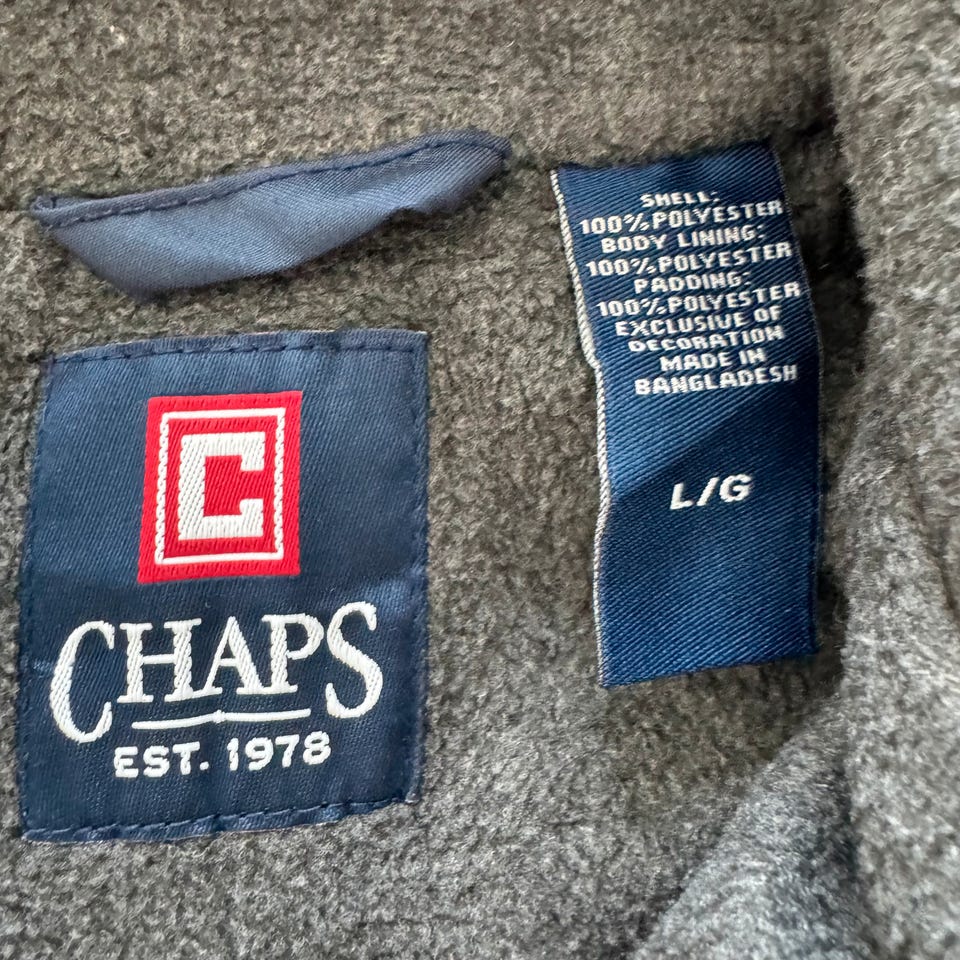 C
CHAPS
EST. 1978
SHELL:
100% POLYESTER
BODY LINING:
100% POLYESTER
PADDING:
100% POLYESTER
EXCLUSIVE OF
DECORATION
MADE IN
BANGLADESH
L/G